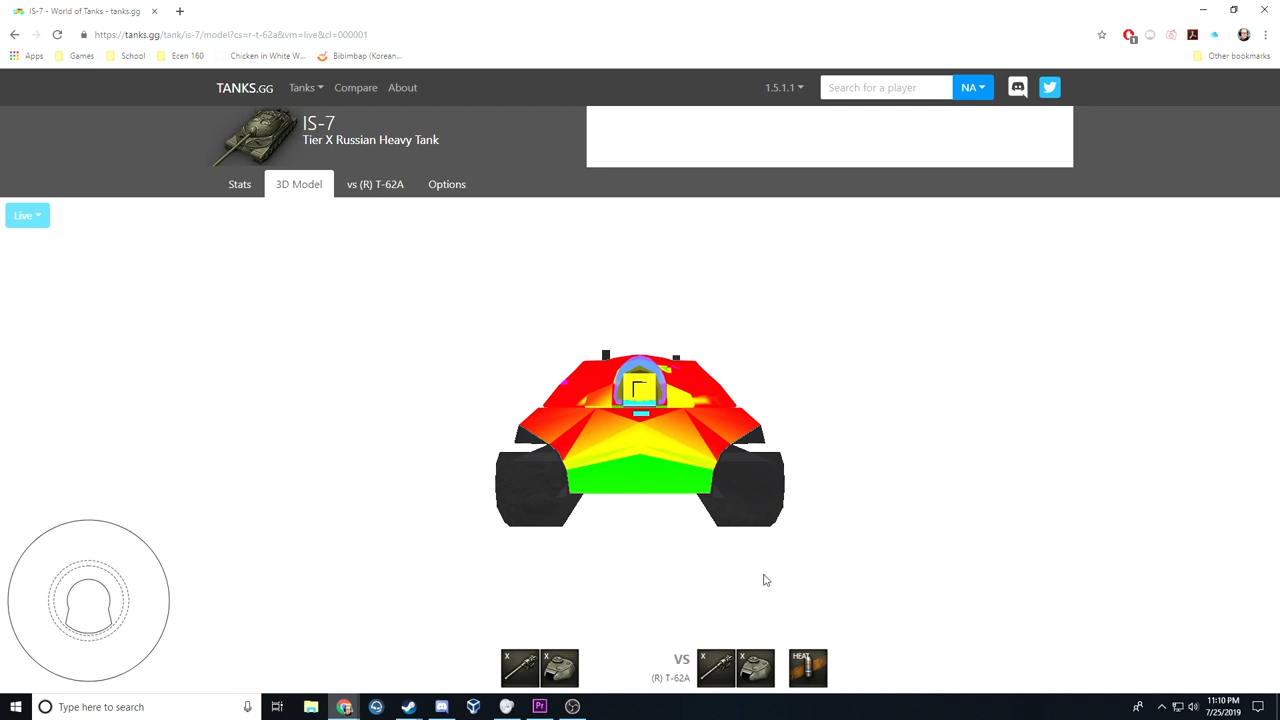 IS-7 - World of Tanks - tanks.gg
https://tanks.gg/tank/is-7/model?cs=r-t-62a&vm=live&cl=000001
1
Apps Games School Ecen 160 Chicken in White W... Bibimbap (Korean... Other bookmarks
TANKS.GG Tanks Compare About 1.5.1.1 Search for a player NA
IS-7
Tier X Russian Heavy Tank
Stats 3D Model vs (R) T-62A Options
Live
X X VS X X HEAT
(R) T-62A
Type here to search
11:10 PM
7/25/2019